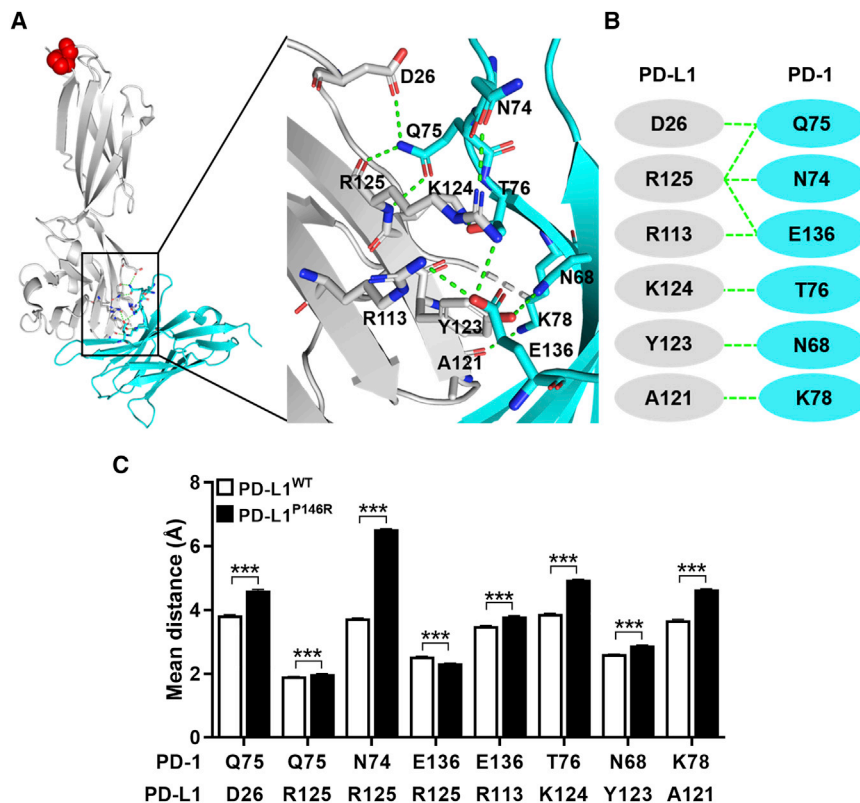 A
D26
N74
Q75
R125
K124
T76
N68
R113
Y123
K78
A121
E136
B
PD-L1 PD-1
D26 Q75
R125 N74
R113 E136
K124 T76
Y123 N68
A121 K78
C
PD-L1WT
PD-L1P146R
Mean distance (Å)
8
6
4
2
0
*** *** *** *** *** *** *** ***
PD-1 Q75 Q75 N74 E136 E136 T76 N68 K78
PD-L1 D26 R125 R125 R125 R113 K124 Y123 A121